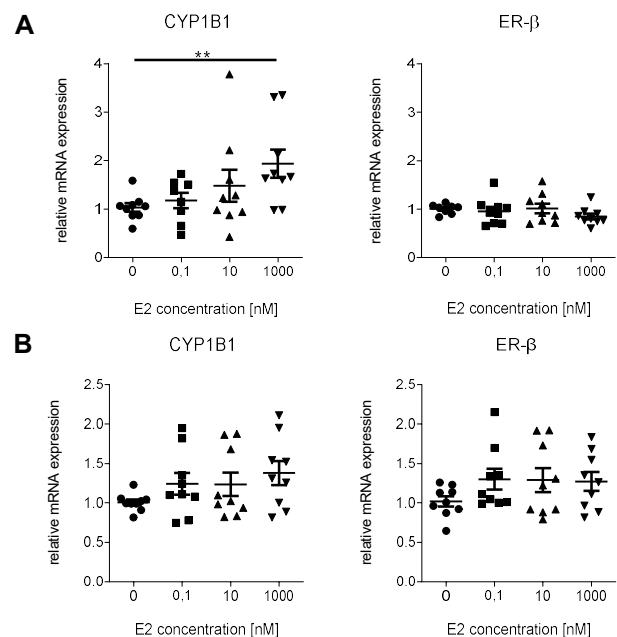 A
CYP1B1
ER-β
**
relative mRNA expression
4
3
2
1
0
0
0,1
10
1000
E2 concentration [nM]
relative mRNA expression
4
3
2
1
0
0
0,1
10
1000
E2 concentration [nM]
B
CYP1B1
ER-β
relative mRNA expression
2.5
2.0
1.5
1.0
0.5
0.0
0
0,1
10
1000
E2 concentration [nM]
relative mRNA expression
2.5
2.0
1.5
1.0
0.5
0.0
0
0,1
10
1000
E2 concentration [nM]